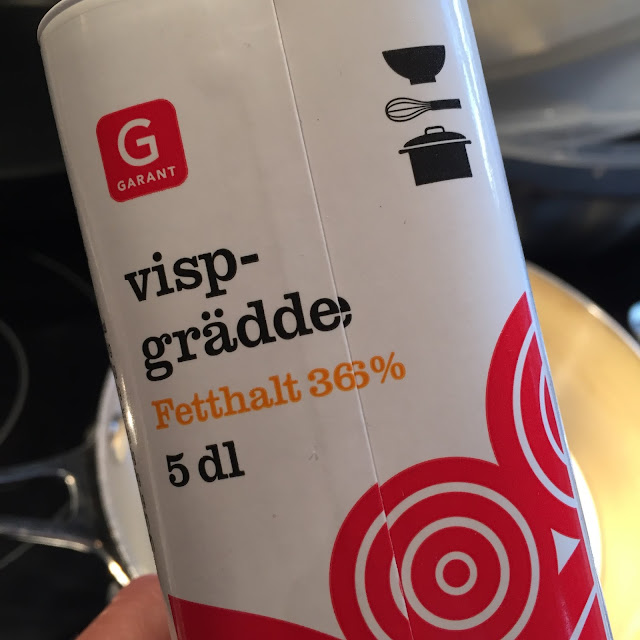 G
GARANT
visp-
grädde
Fetthalt 36%
5 dl